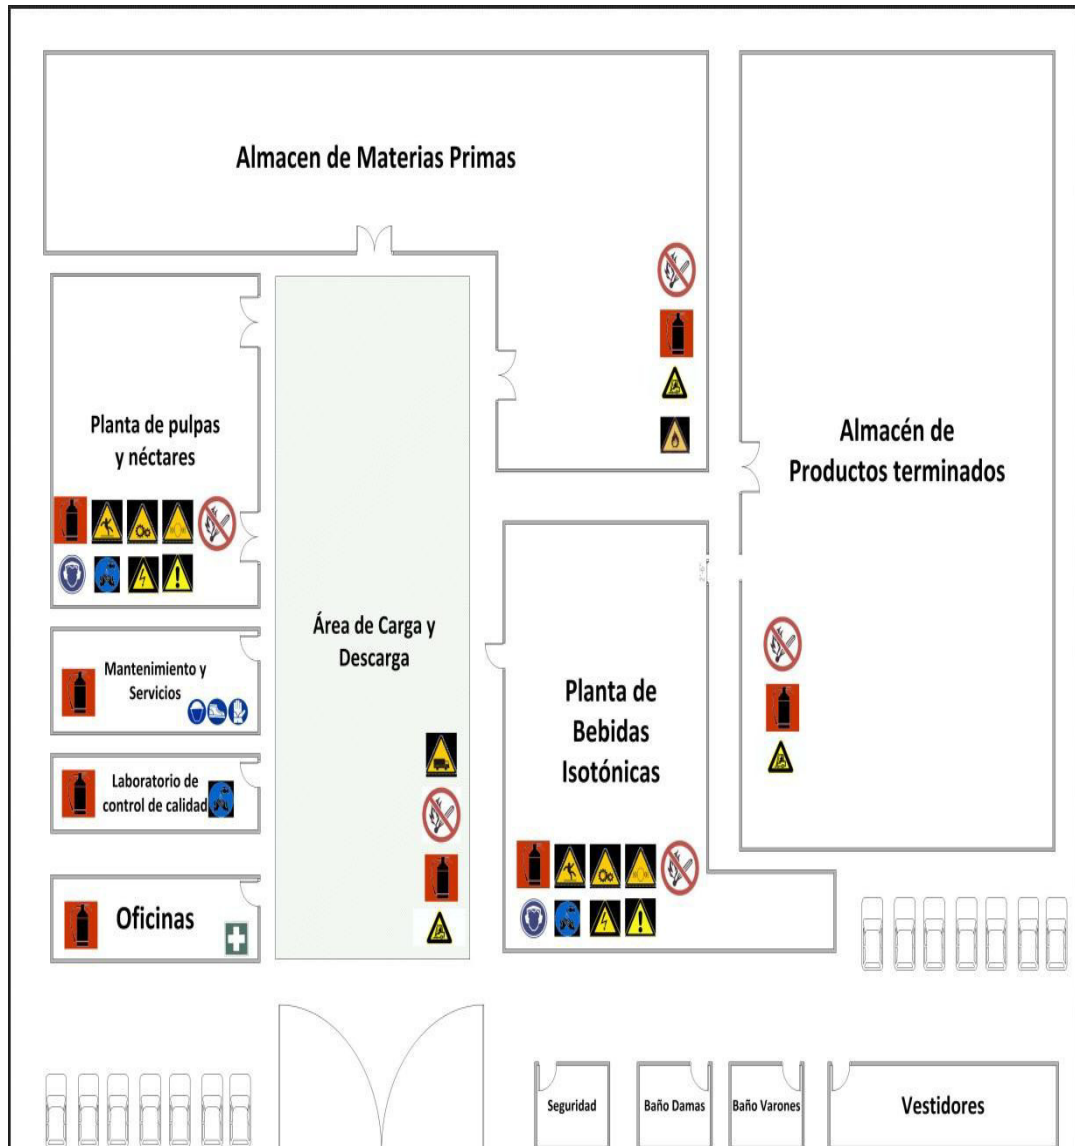 Almacen de Materias Primas
Planta de pulpas
y néctares
Almacén de
Productos terminados
Área de Carga y
Descarga
Mantenimiento y
Servicios
Planta de
Bebidas
Isotónicas
Laboratorio de
control de calidad
Oficinas
Seguridad
Baño Damas
Baño Varones
Vestidores